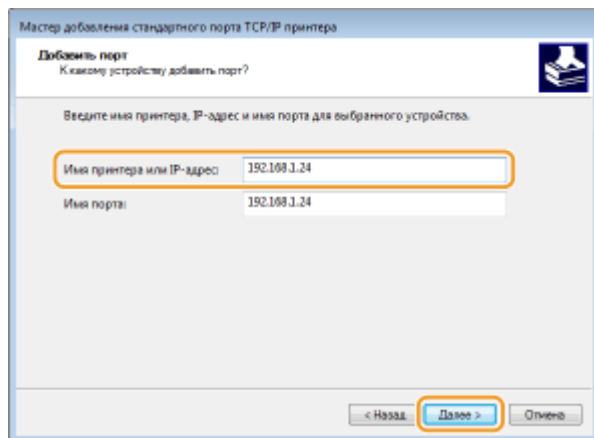 Мастер добавления стандартного порта TCP/IP принтера
Добавить порт
К какому устройству добавить порт?
Введите имя принтера, IP-адрес и имя порта для выбранного устройства.
Имя принтера или IP-адрес: 192.168.1.24
Имя порта: 192.168.1.24
< Назад Далее > Отмена